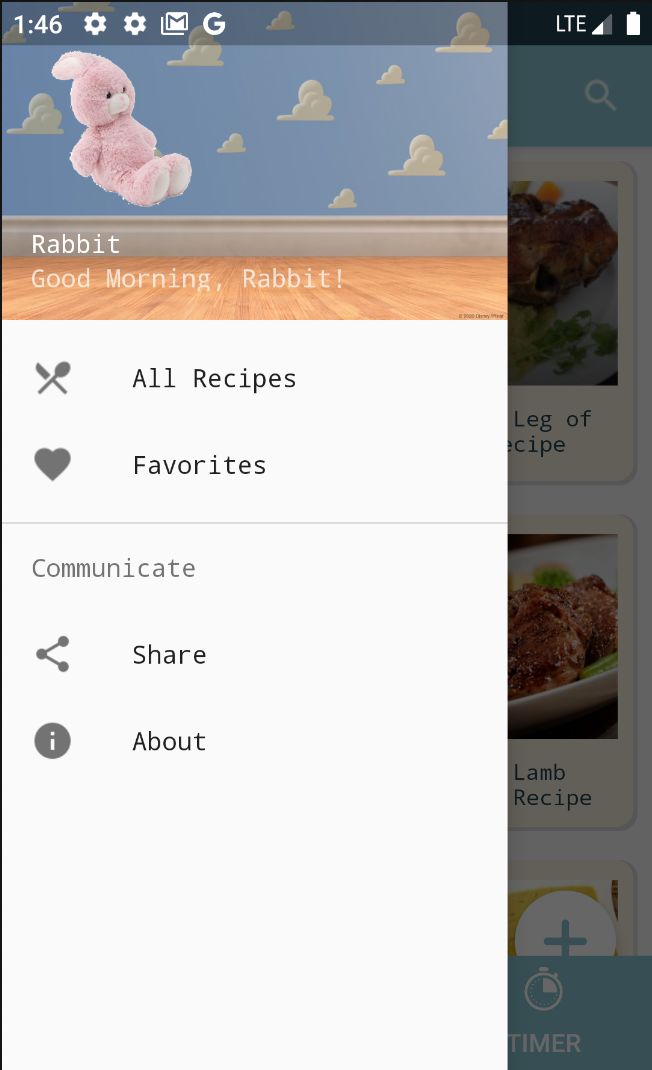 1:46
LTE
Rabbit
Good Morning, Rabbit!
All Recipes
Favorites
Communicate
Share
About
Leg of
ecipe
Lamb
Recipe
TIMER